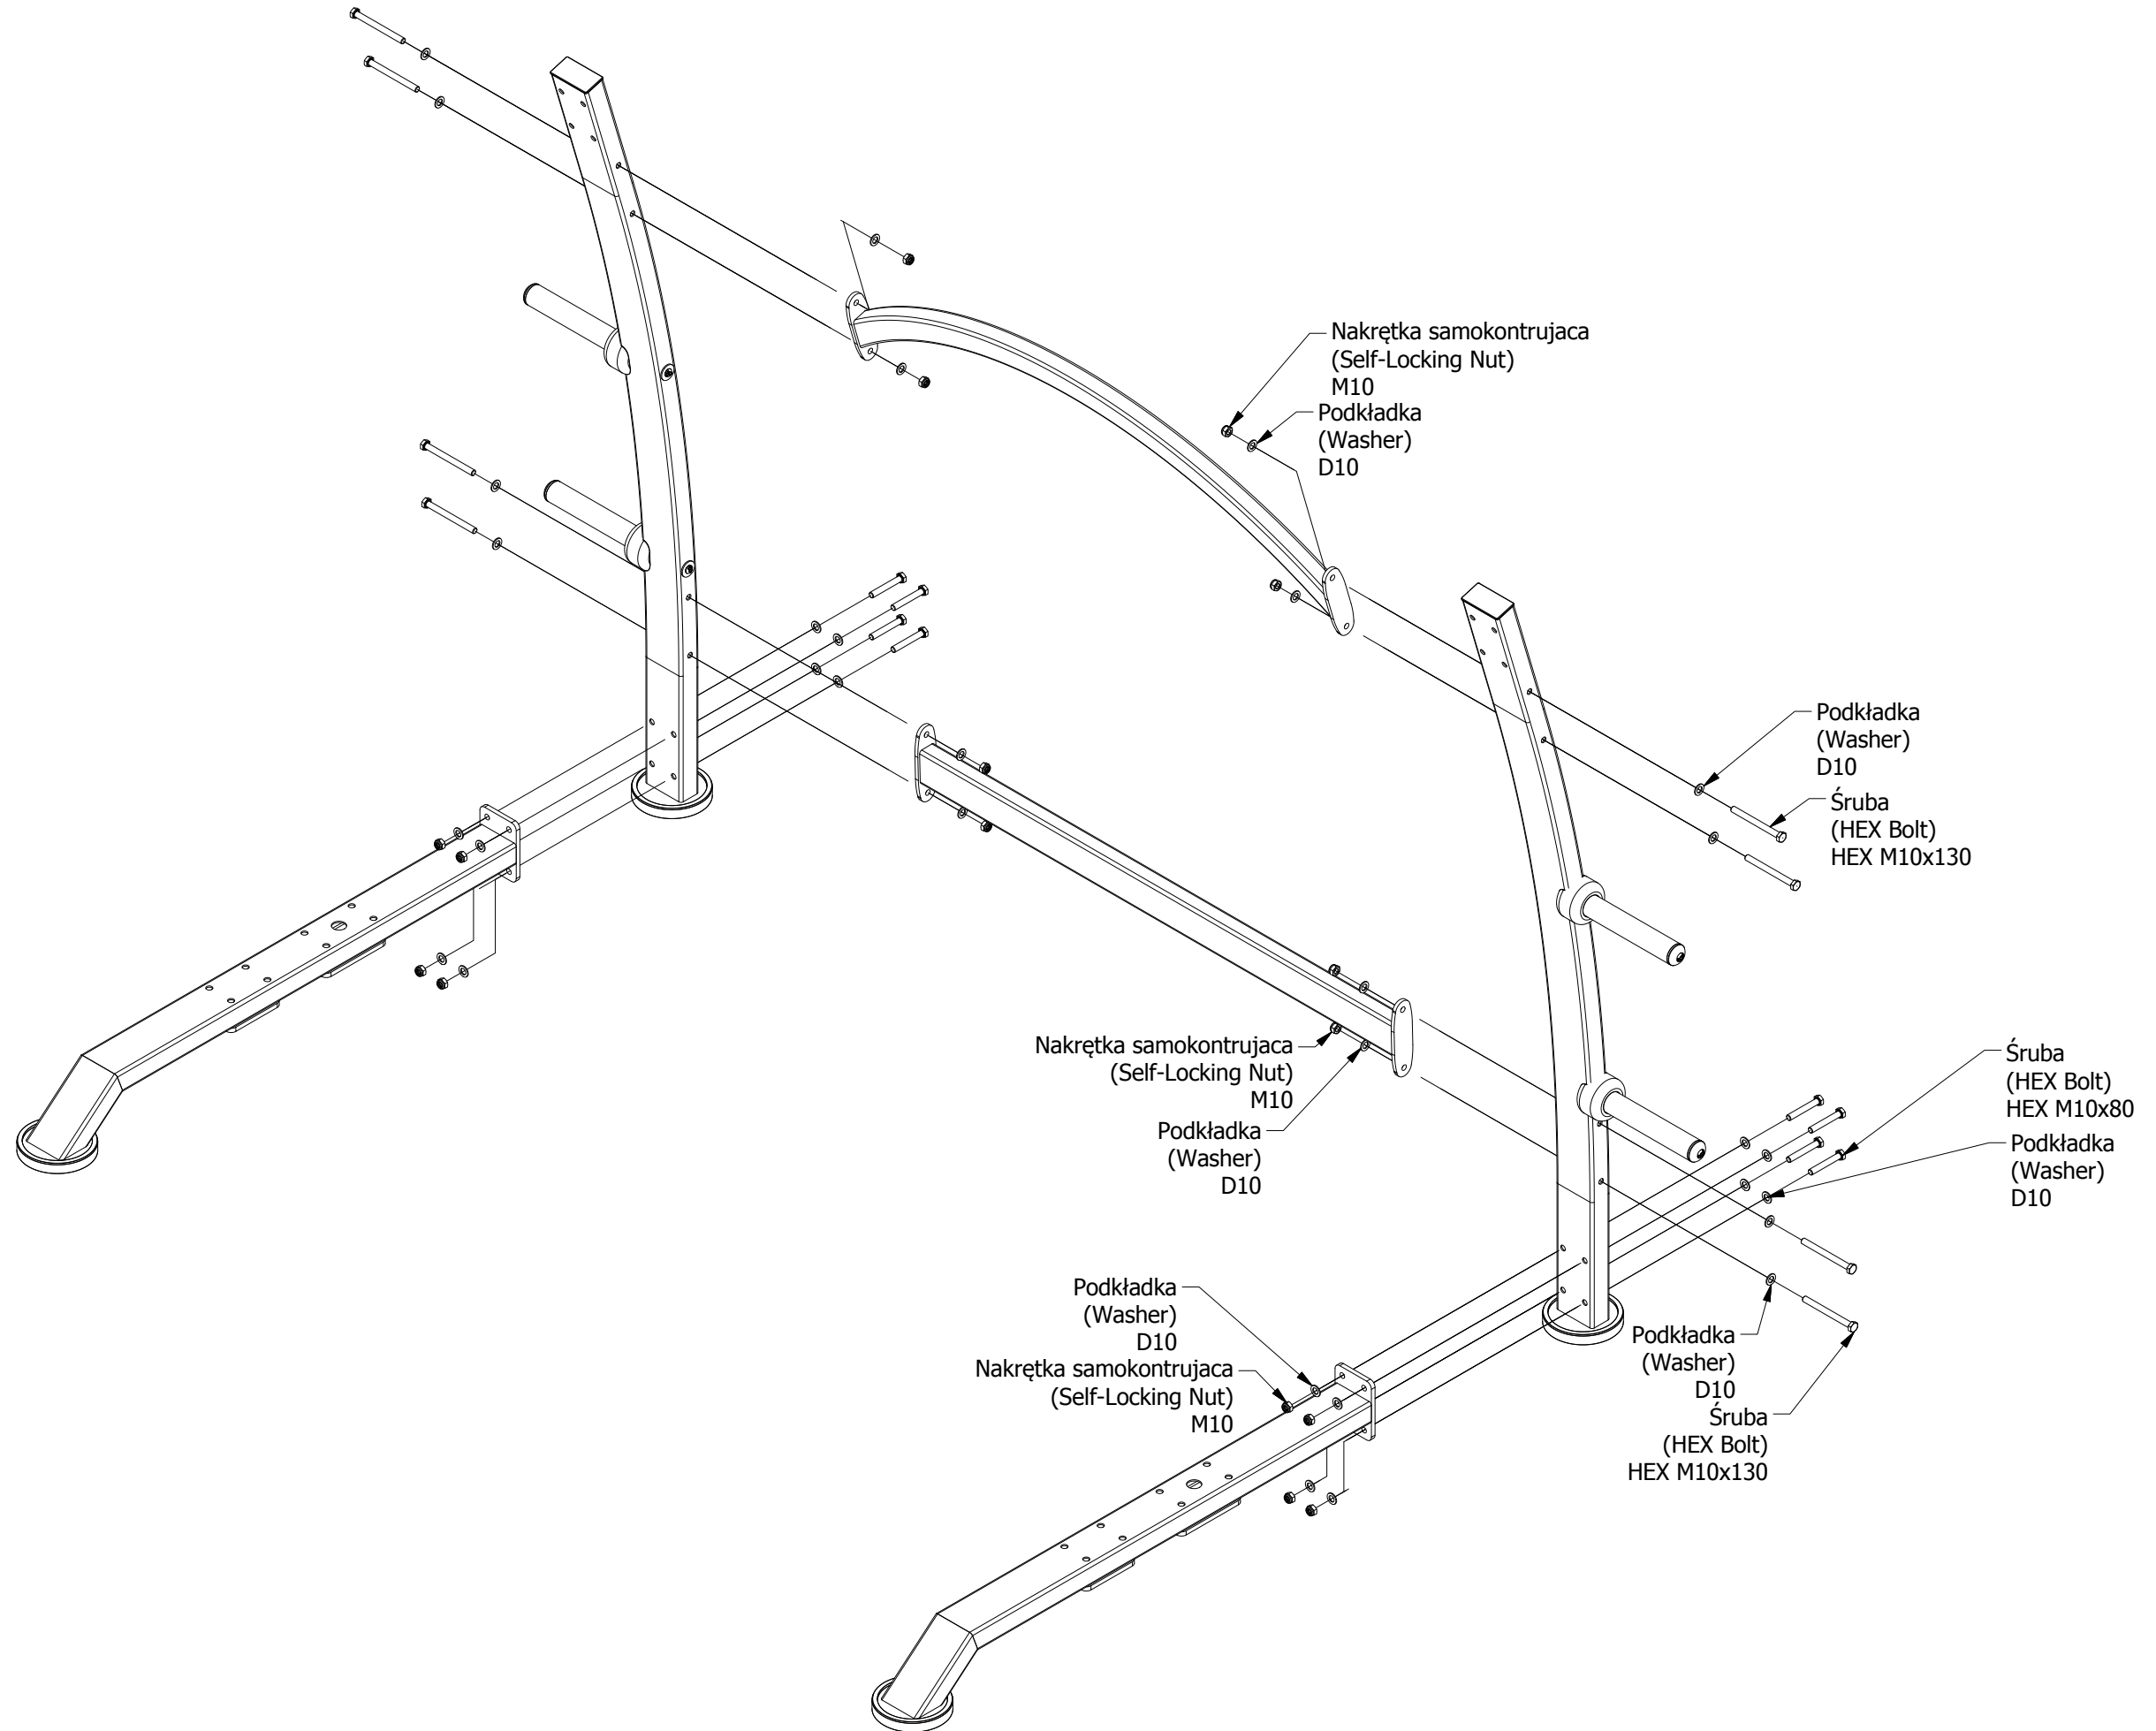 Nakrętka samokontrujaca
(Self-Locking Nut)
M10
Podkładka
(Washer)
D10
Podkładka
(Washer)
D10
Śruba
(HEX Bolt)
HEX M10x130
Nakrętka samokontrujaca
(Self-Locking Nut)
M10
Podkładka
(Washer)
D10
Śruba
(HEX Bolt)
HEX M10x80
Podkładka
(Washer)
D10
Podkładka
(Washer)
D10
Nakrętka samokontrujaca
(Self-Locking Nut)
M10
Podkładka
(Washer)
D10
Śruba
(HEX Bolt)
HEX M10x130